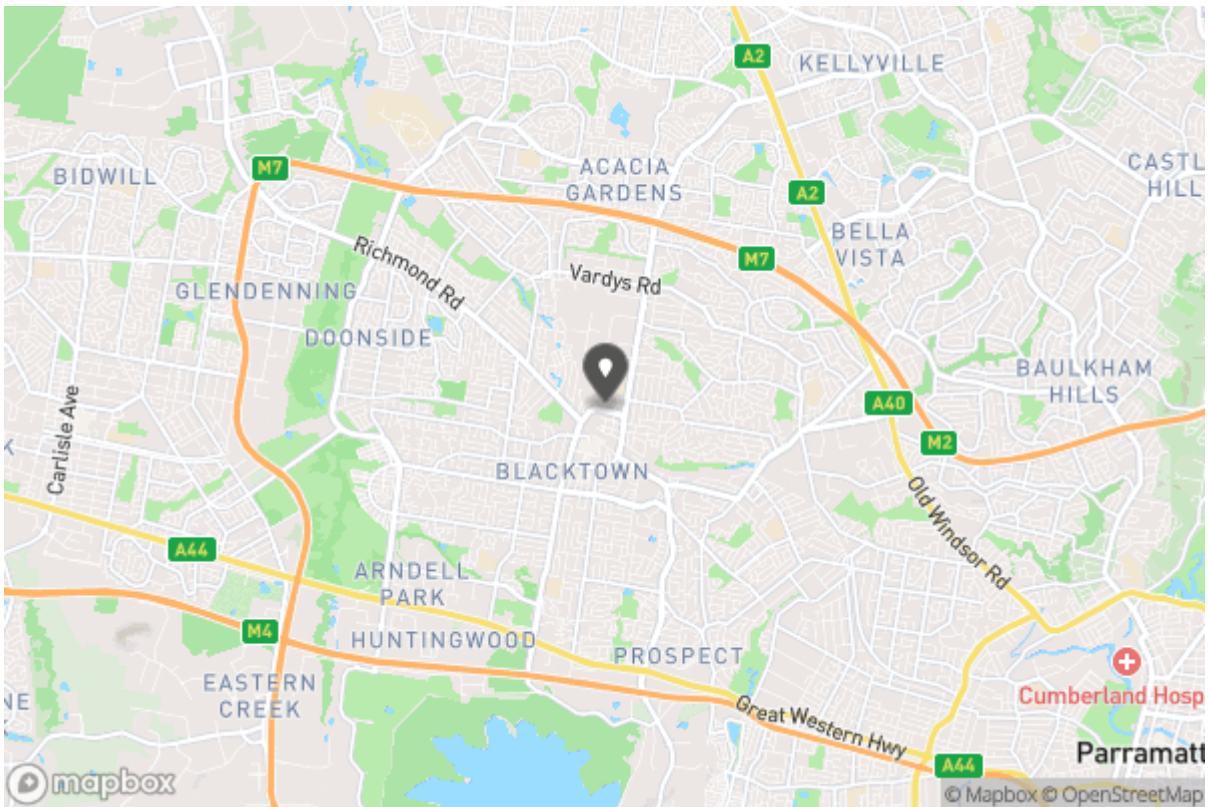 A2
KELLYVILLE
BIDWILL
M7
ACACIA
GARDENS
A2
CASTL
HILL
BELLA
VISTA
Richmond Rd
Vardys Rd
M7
GLENDENNING
DOONSIDE
BAULKHAM
HILLS
Carlisle Ave
A40
K
M2
BLACKTOWN
Old Windsor Rd
A44
ARNDELL
PARK
M4
HUNTINGWOOD
PROSPECT
EASTERN
CREEK
NE
Cumberland Hosp
Great Western Hwy
Parramatt
A44
mapbox
© Mapbox © OpenStreetMap